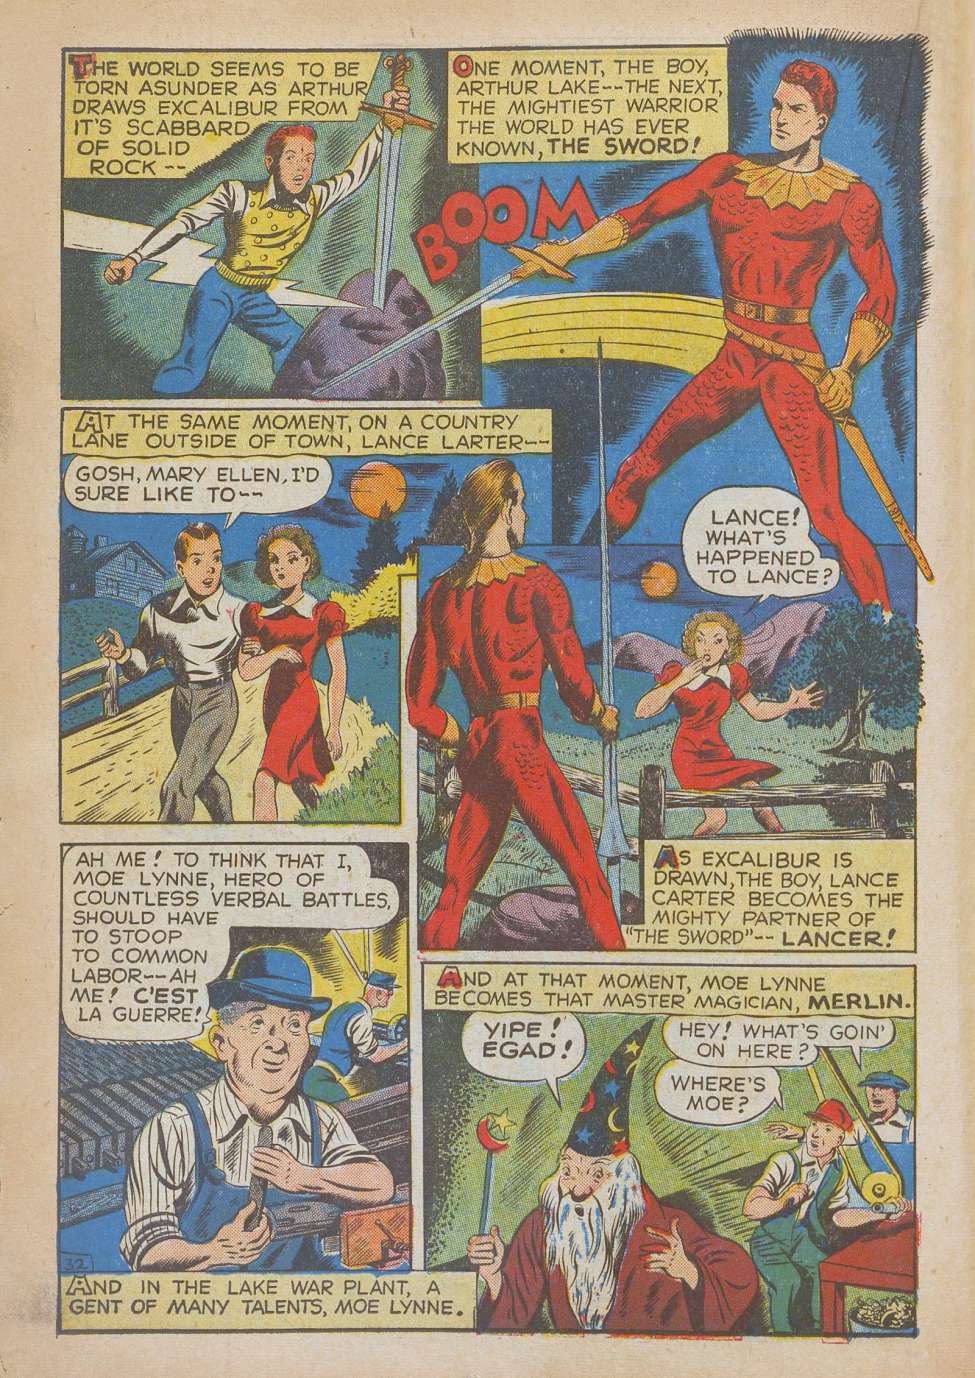 THE WORLD SEEMS TO BE
TORN ASUNDER AS ARTHUR
DRAWS EXCALIBUR FROM
IT'S SCABBARD
OF SOLID
ROCK --
ONE MOMENT, THE BOY,
ARTHUR LAKE--THE NEXT,
THE MIGHTIEST WARRIOR
THE WORLD HAS EVER
KNOWN, THE SWORD!
BOOM
AT THE SAME MOMENT, ON A COUNTRY
LANE OUTSIDE OF TOWN, LANCE LARTER--
GOSH, MARY ELLEN, I'D
SURE LIKE TO--
LANCE!
WHAT'S
HAPPENED
TO LANCE?
AS EXCALIBUR IS
DRAWN, THE BOY, LANCE
CARTER BECOMES THE
MIGHTY PARTNER OF
"THE SWORD"-- LANCER!
AH ME! TO THINK THAT I,
MOE LYNNE, HERO OF
COUNTLESS VERBAL BATTLES,
SHOULD HAVE
TO STOOP
TO COMMON
LABOR--AH
ME! C'EST
LA GUERRE!
32
AND IN THE LAKE WAR PLANT, A
GENT OF MANY TALENTS, MOE LYNNE.
AND AT THAT MOMENT, MOE LYNNE
BECOMES THAT MASTER MAGICIAN, MERLIN.
YIPE!
EGAD!
HEY! WHAT'S GOIN'
ON HERE?
WHERE'S
MOE?